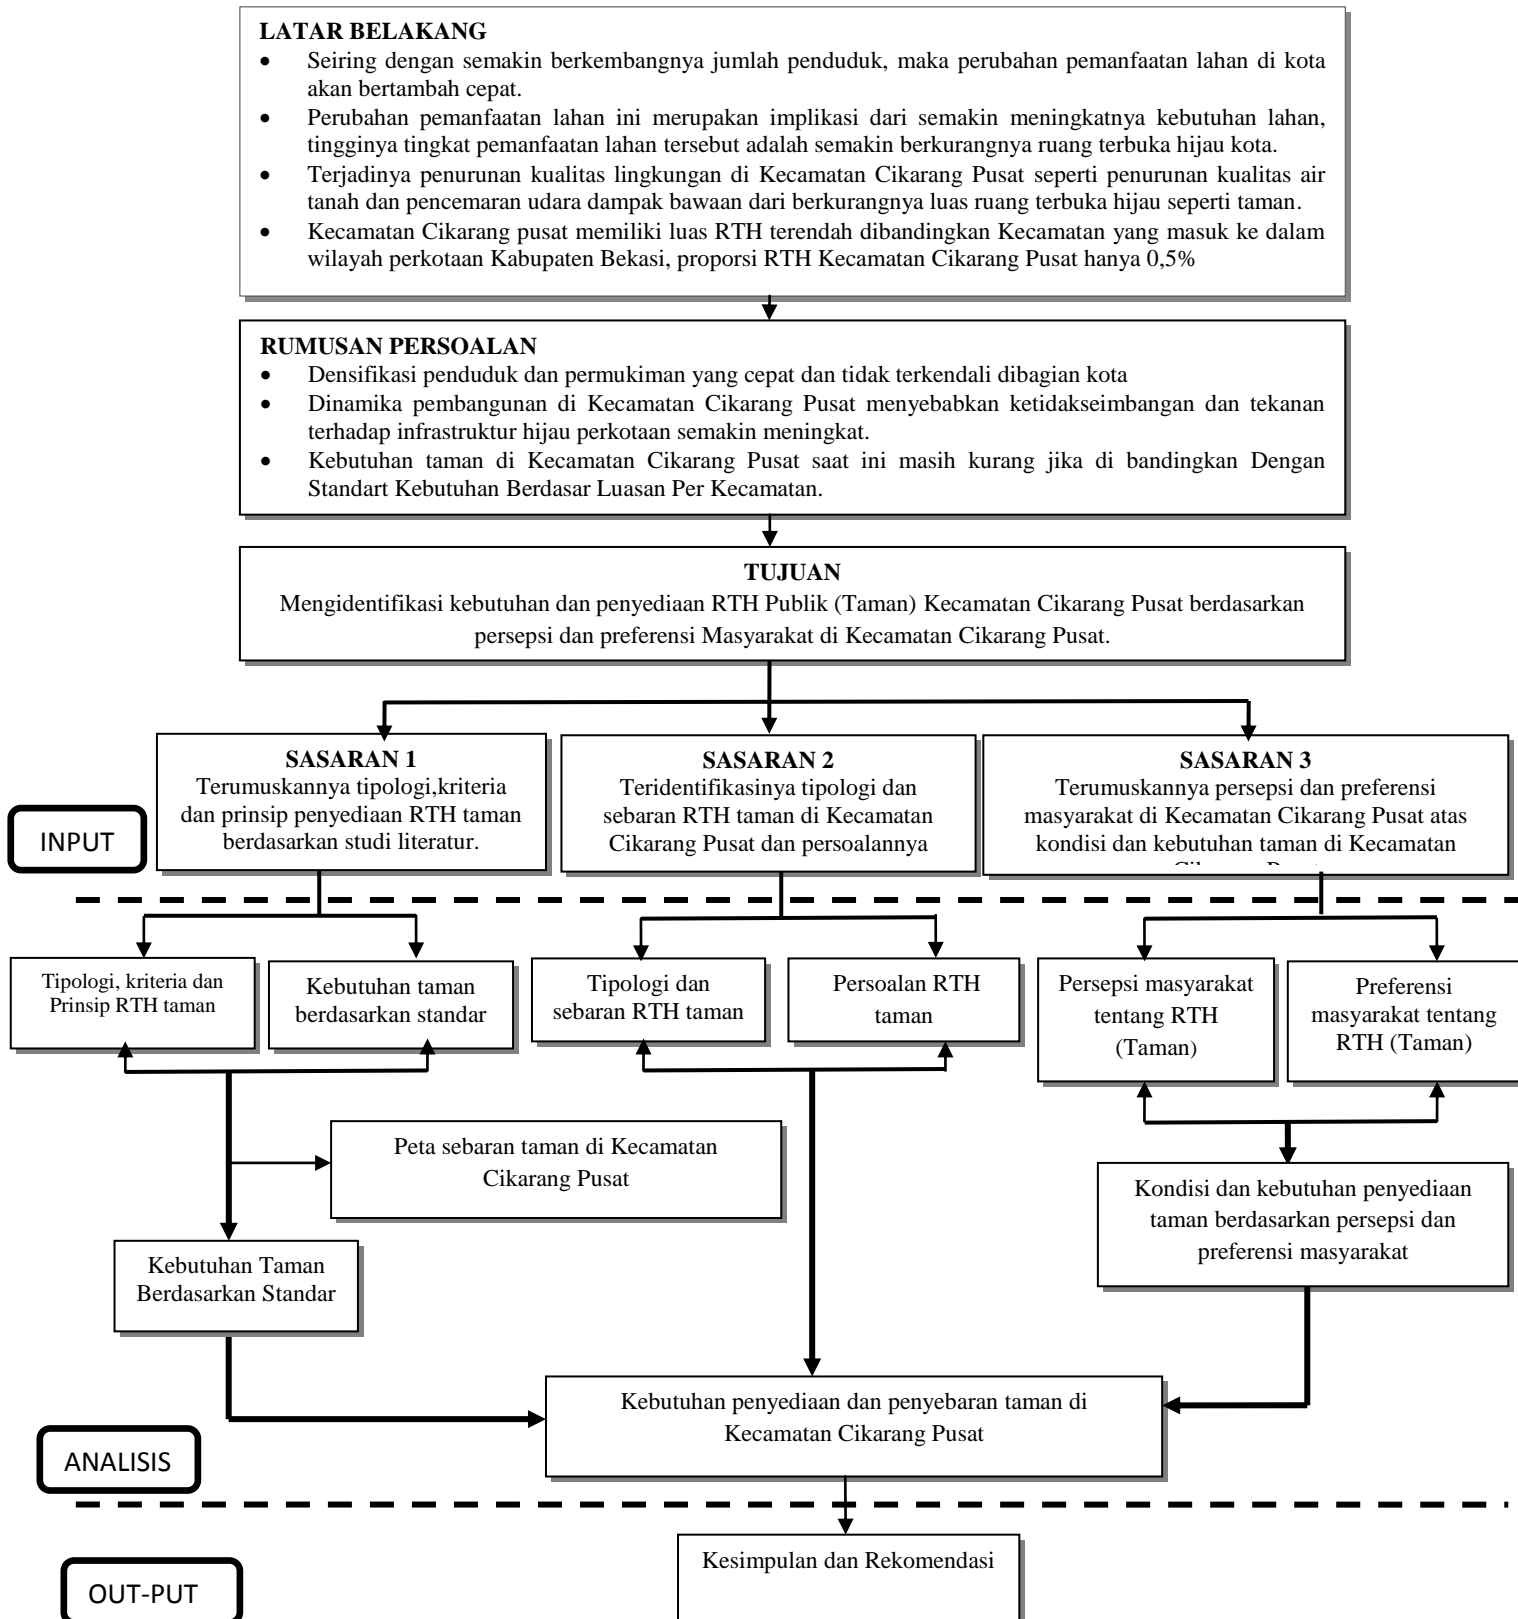 LATAR BELAKANG
• Seiring dengan semakin berkembangnya jumlah penduduk, maka perubahan pemanfaatan lahan di kota
akan bertambah cepat.
• Perubahan pemanfaatan lahan ini merupakan implikasi dari semakin meningkatnya kebutuhan lahan,
tingginya tingkat pemanfaatan lahan tersebut adalah semakin berkurangnya ruang terbuka hijau kota.
• Terjadinya penurunan kualitas lingkungan di Kecamatan Cikarang Pusat seperti penurunan kualitas air
tanah dan pencemaran udara dampak bawaan dari berkurangnya luas ruang terbuka hijau seperti taman.
• Kecamatan Cikarang pusat memiliki luas RTH terendah dibandingkan Kecamatan yang masuk ke dalam
wilayah perkotaan Kabupaten Bekasi, proporsi RTH Kecamatan Cikarang Pusat hanya 0,5%
RUMUSAN PERSOALAN
• Densifikasi penduduk dan permukiman yang cepat dan tidak terkendali dibagian kota
• Dinamika pembangunan di Kecamatan Cikarang Pusat menyebabkan ketidakseimbangan dan tekanan
terhadap infrastruktur hijau perkotaan semakin meningkat.
• Kebutuhan taman di Kecamatan Cikarang Pusat saat ini masih kurang jika di bandingkan Dengan
Standart Kebutuhan Berdasar Luasan Per Kecamatan.
TUJUAN
Mengidentifikasi kebutuhan dan penyediaan RTH Publik (Taman) Kecamatan Cikarang Pusat berdasarkan
persepsi dan preferensi Masyarakat di Kecamatan Cikarang Pusat.
INPUT
SASARAN 1
Terumuskannya tipologi,kriteria
dan prinsip penyediaan RTH taman
berdasarkan studi literatur.
SASARAN 2
Teridentifikasinya tipologi dan
sebaran RTH taman di Kecamatan
Cikarang Pusat dan persoalannya
SASARAN 3
Terumuskannya persepsi dan preferensi
masyarakat di Kecamatan Cikarang Pusat atas
kondisi dan kebutuhan taman di Kecamatan
Tipologi, kriteria dan
Prinsip RTH taman
Kebutuhan taman
berdasarkan standar
Tipologi dan
sebaran RTH taman
Persoalan RTH
taman
Persepsi masyarakat
tentang RTH
(Taman)
Preferensi
masyarakat tentang
RTH (Taman)
Peta sebaran taman di Kecamatan
Cikarang Pusat
Kondisi dan kebutuhan penyediaan
taman berdasarkan persepsi dan
preferensi masyarakat
Kebutuhan Taman
Berdasarkan Standar
Kebutuhan penyediaan dan penyebaran taman di
Kecamatan Cikarang Pusat
ANALISIS
Kesimpulan dan Rekomendasi
OUT-PUT